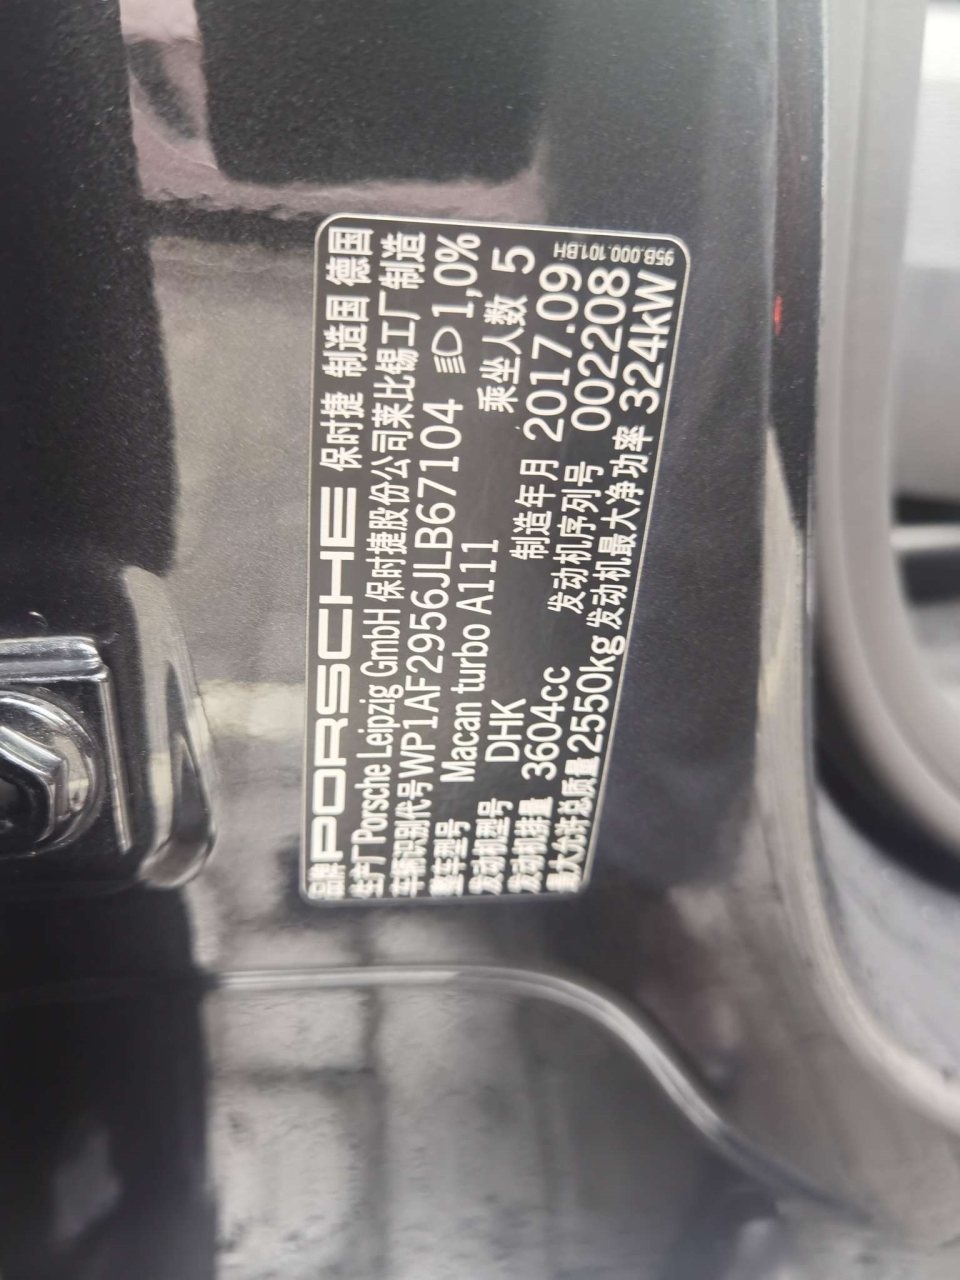 品牌 PORSCHE 保时捷 制造国 德国
生产厂 Porsche Leipzig GmbH 保时捷股份公司莱比锡工厂制造
车辆识别代号 WP1AF2956JLB67104 1,0%
整车型号 Macan turbo A111 乘坐人数 5
发动机型号 DHK 制造年月 2017.09
发动机排量 3604cc 发动机序列号 002208
最大允许总质量 2550kg 发动机最大净功率 324kW
95B.000.101.BH